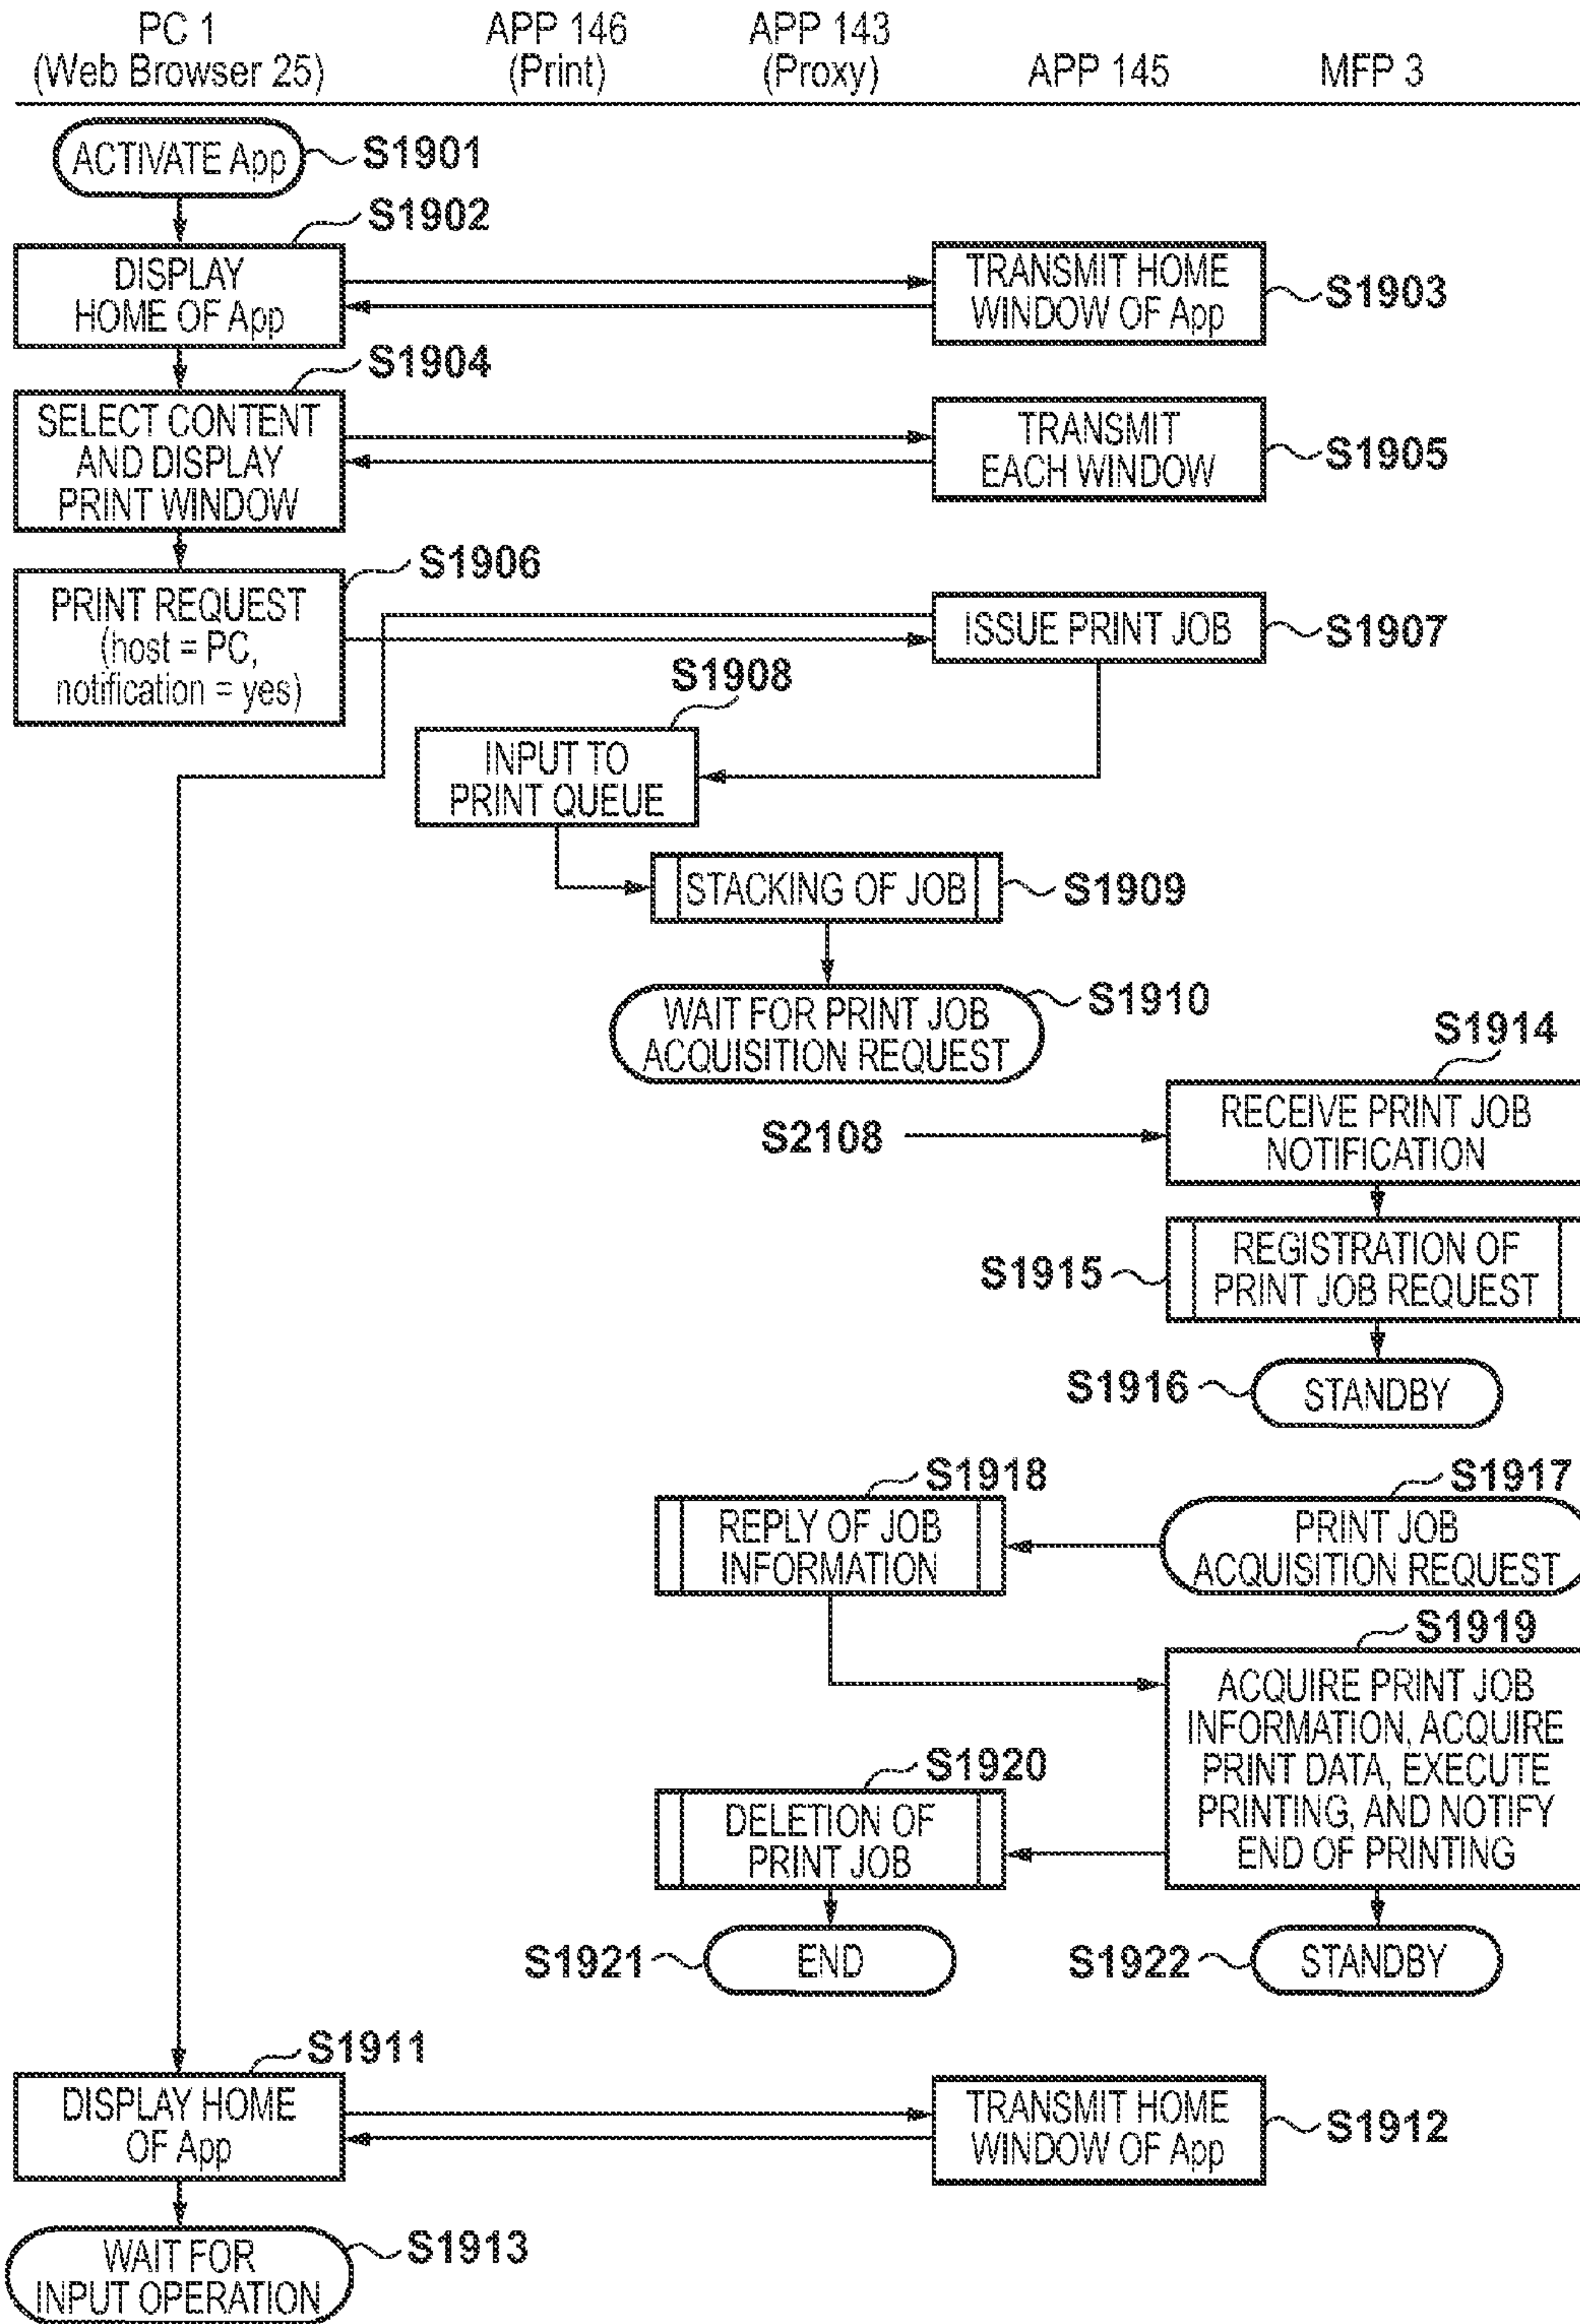 PC 1
(Web Browser 25)
APP 146
(Print)
APP 143
(Proxy)
APP 145
MFP 3
ACTIVATE App
S1901
S1902
DISPLAY
HOME OF App
TRANSMIT HOME
WINDOW OF App
S1903
S1904
SELECT CONTENT
AND DISPLAY
PRINT WINDOW
TRANSMIT
EACH WINDOW
S1905
S1906
PRINT REQUEST
(host = PC,
notification = yes)
ISSUE PRINT JOB
S1907
S1908
INPUT TO
PRINT QUEUE
STACKING OF JOB
S1909
WAIT FOR PRINT JOB
ACQUISITION REQUEST
S1910
S1914
S2108
RECEIVE PRINT JOB
NOTIFICATION
S1915
REGISTRATION OF
PRINT JOB REQUEST
S1916
STANDBY
S1918
REPLY OF JOB
INFORMATION
S1917
PRINT JOB
ACQUISITION REQUEST
S1919
ACQUIRE PRINT JOB
INFORMATION, ACQUIRE
PRINT DATA, EXECUTE
PRINTING, AND NOTIFY
END OF PRINTING
S1920
DELETION OF
PRINT JOB
S1921
END
S1922
STANDBY
S1911
DISPLAY HOME
OF App
TRANSMIT HOME
WINDOW OF App
S1912
WAIT FOR
INPUT OPERATION
S1913